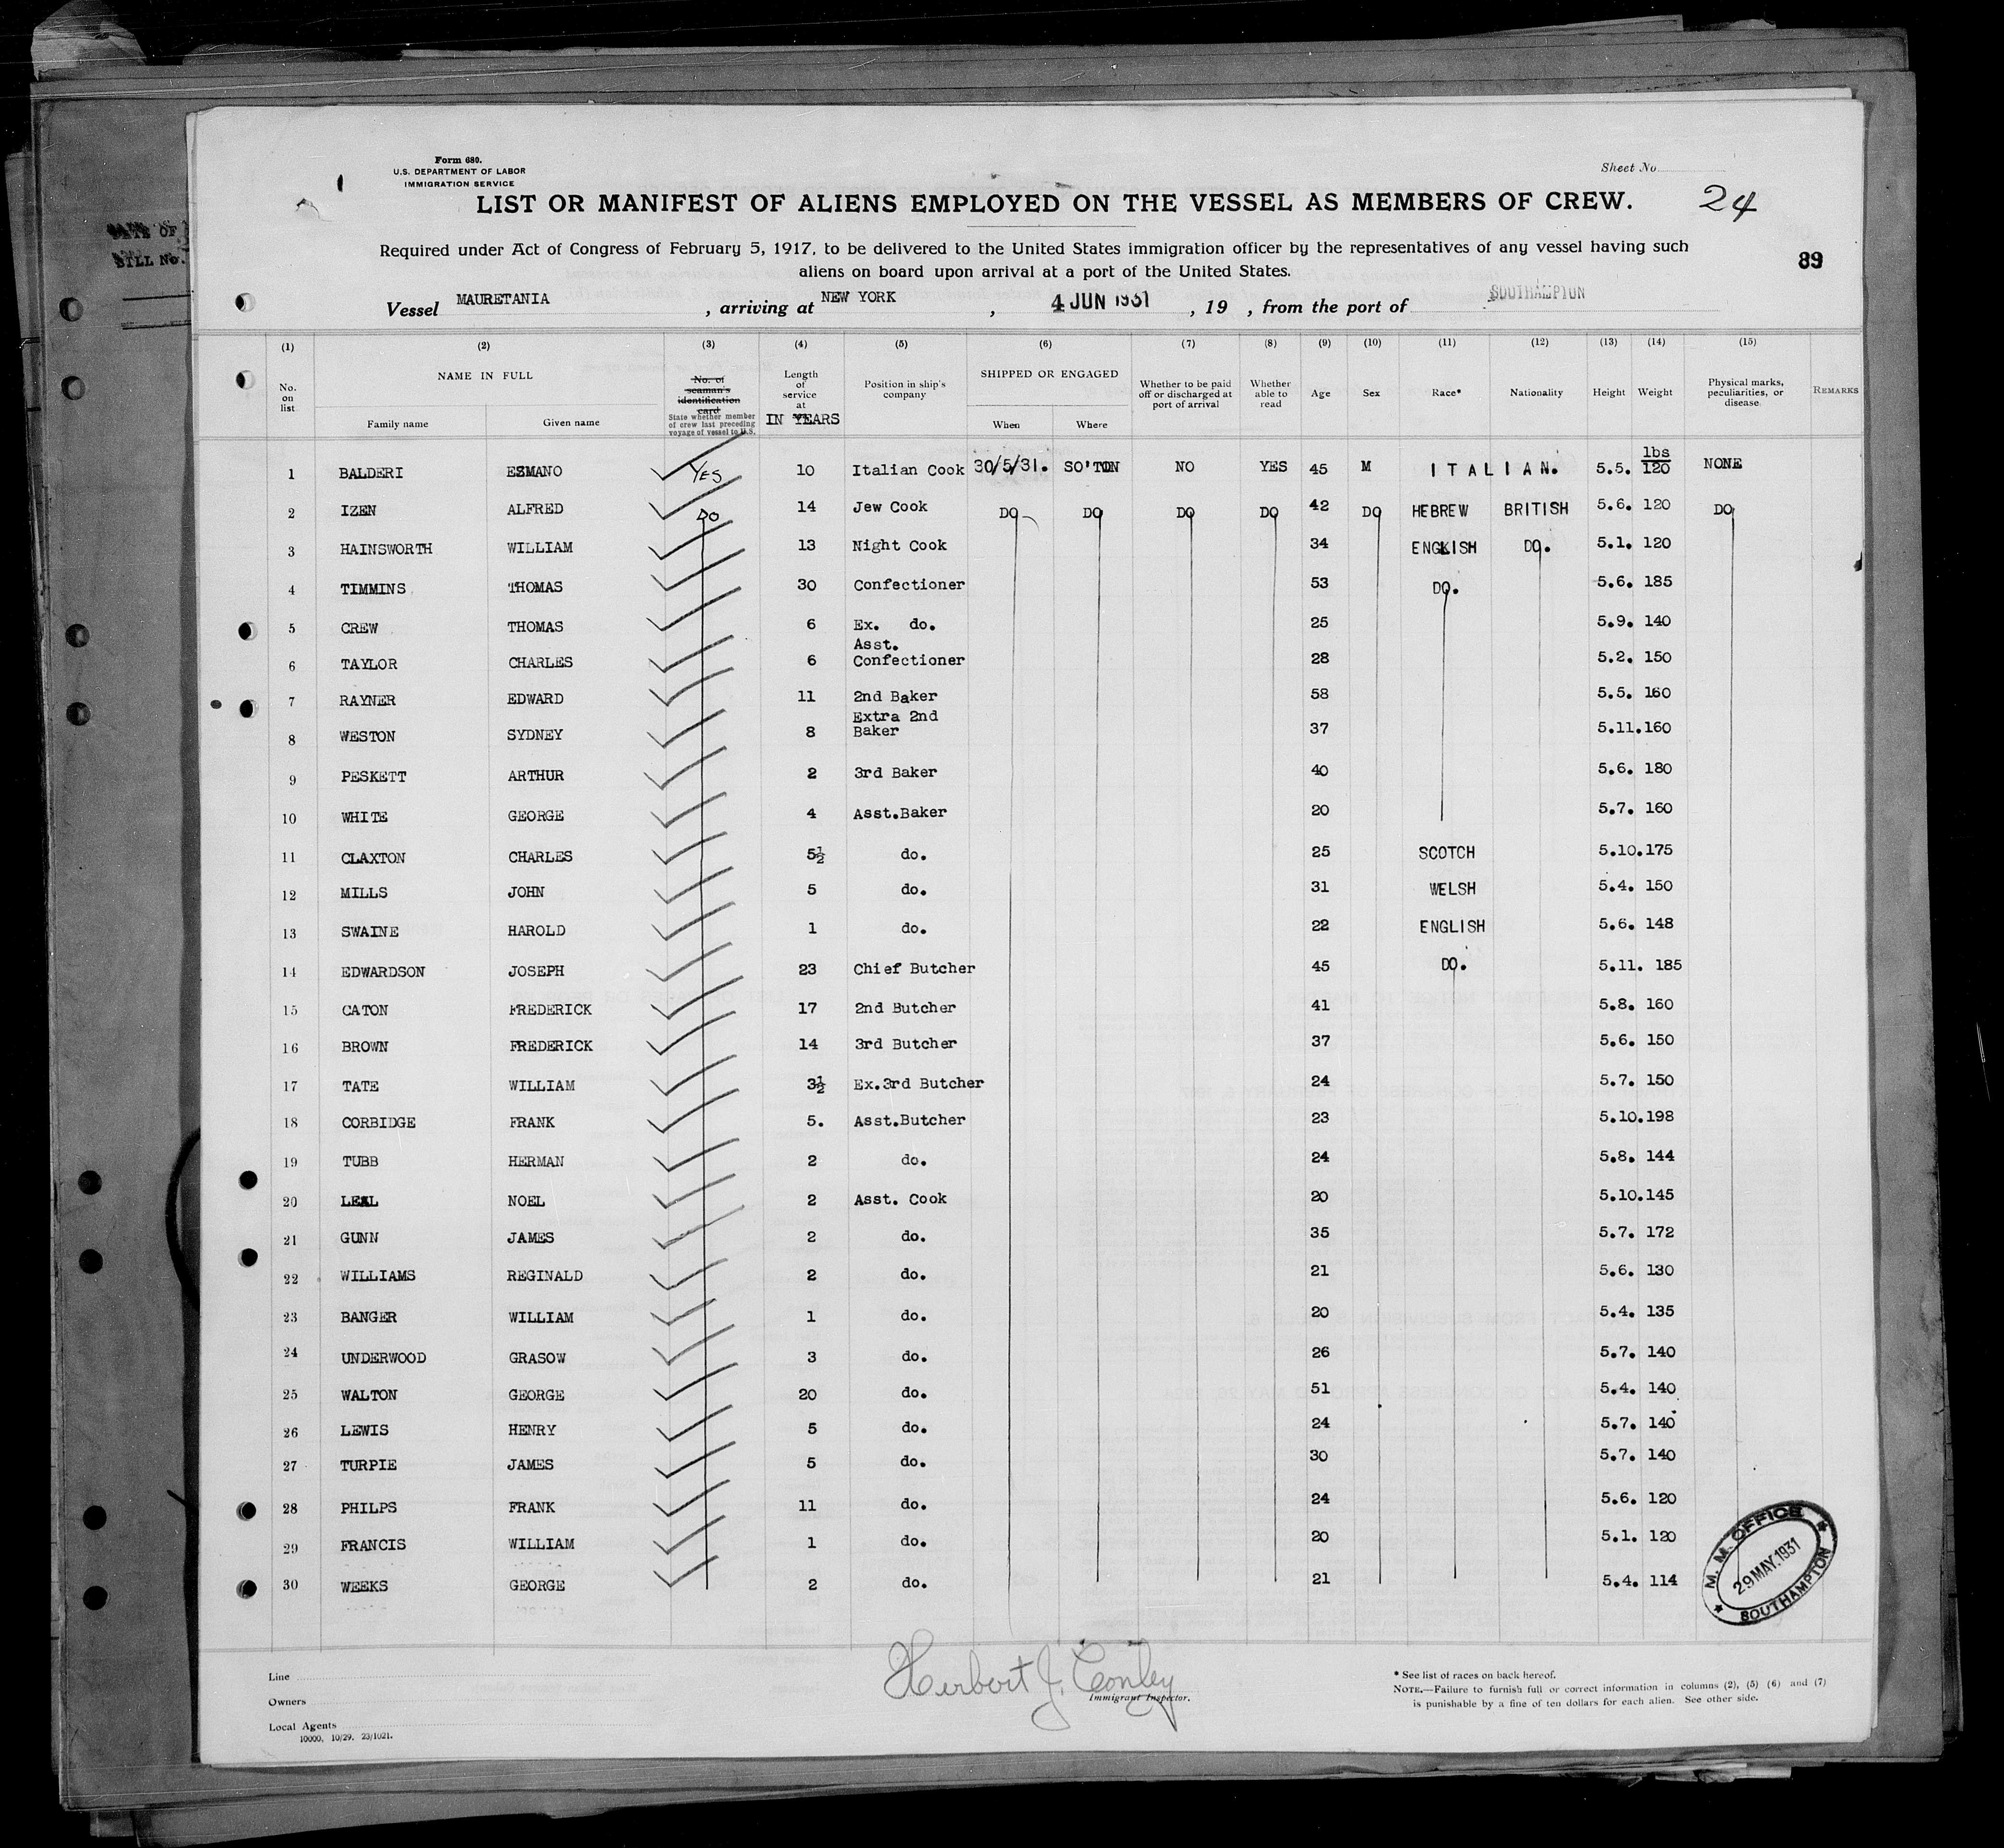 Form 680.
U.S. DEPARTMENT OF LABOR
IMMIGRATION SERVICE
Sheet No.
LIST OR MANIFEST OF ALIENS EMPLOYED ON THE VESSEL AS MEMBERS OF CREW.
24
Required under Act of Congress of February 5, 1917, to be delivered to the United States immigration officer by the representatives of any vessel having such
aliens on board upon arrival at a port of the United States.
89
Vessel MAURETANIA , arriving at NEW YORK , 4 JUN 1931 , 19 , from the port of SOUTHAMPTON
(1) (2) (3) (4) (5) (6) (7) (8) (9) (10) (11) (12) (13) (14) (15)
No. on list
NAME IN FULL
Family name Given name
No. of seaman's identification card
State whether member of crew last preceding voyage of vessel to U.S.
Length of service at IN YEARS
Position in ship's company
SHIPPED OR ENGAGED
When Where
Whether to be paid off or discharged at port of arrival
Whether able to read
Age Sex Race* Nationality Height Weight
Physical marks, peculiarities, or disease.
REMARKS
lbs
1 BALDERI ESMANO YES 10 Italian Cook 30/5/31. SO'TON NO YES 45 M ITALIAN. 5.5. 120 NONE
2 IZEN ALFRED DO 14 Jew Cook DO DO DO DO 42 DO HEBREW BRITISH 5.6. 120 DO
3 HAINSWORTH WILLIAM 13 Night Cook 34 ENGLISH DO. 5.1. 120
4 TIMMINS THOMAS 30 Confectioner 53 DO. 5.6. 185
5 CREW THOMAS 6 Ex. do. 25 5.9. 140
6 TAYLOR CHARLES 6 Asst. Confectioner 28 5.2. 150
7 RAYNER EDWARD 11 2nd Baker 58 5.5. 160
8 WESTON SYDNEY 8 Extra 2nd Baker 37 5.11. 160
9 PESKETT ARTHUR 2 3rd Baker 40 5.6. 180
10 WHITE GEORGE 4 Asst.Baker 20 5.7. 160
11 CLAXTON CHARLES 5½ do. 25 SCOTCH 5.10. 175
12 MILLS JOHN 5 do. 31 WELSH 5.4. 150
13 SWAINE HAROLD 1 do. 22 ENGLISH 5.6. 148
14 EDWARDSON JOSEPH 23 Chief Butcher 45 DO. 5.11. 185
15 CATON FREDERICK 17 2nd Butcher 41 5.8. 160
16 BROWN FREDERICK 14 3rd Butcher 37 5.6. 150
17 TATE WILLIAM 3½ Ex.3rd Butcher 24 5.7. 150
18 CORBIDGE FRANK 5. Asst.Butcher 23 5.10. 198
19 TUBB HERMAN 2 do. 24 5.8. 144
20 LEAL NOEL 2 Asst. Cook 20 5.10. 145
21 GUNN JAMES 2 do. 35 5.7. 172
22 WILLIAMS REGINALD 2 do. 21 5.6. 130
23 BANGER WILLIAM 1 do. 20 5.4. 135
24 UNDERWOOD GRASOW 3 do. 26 5.7. 140
25 WALTON GEORGE 20 do. 51 5.4. 140
26 LEWIS HENRY 5 do. 24 5.7. 140
27 TURPIE JAMES 5 do. 30 5.7. 140
28 PHILPS FRANK 11 do. 24 5.6. 120
29 FRANCIS WILLIAM 1 do. 20 5.1. 120
30 WEEKS GEORGE 2 do. 21 5.4. 114
M. M. OFFICE
29 MAY. 1931
SOUTHAMPTON
Herbert J. Conley
Immigrant Inspector.
Line
Owners
Local Agents
10000, 10/29. 23/1021.
* See list of races on back hereof.
NOTE.—Failure to furnish full or correct information in columns (2), (5) (6) and (7)
is punishable by a fine of ten dollars for each alien. See other side.
BILL No.